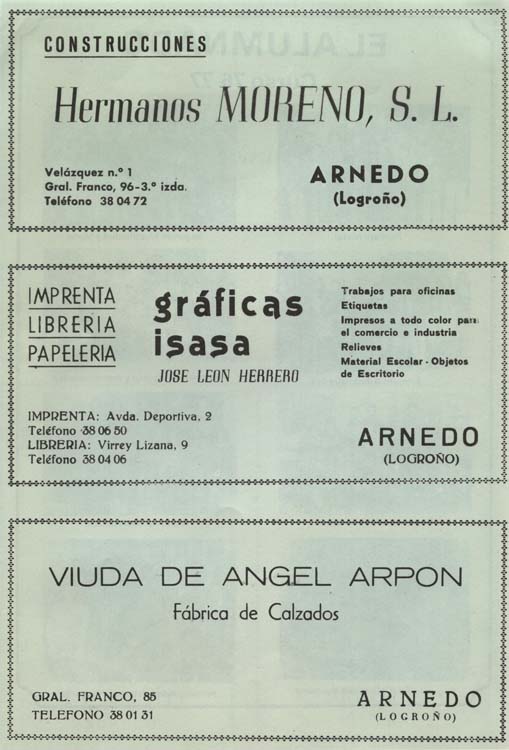 CONSTRUCCIONES
Hermanos MORENO, S. L.
Velázquez n.º 1
Gral. Franco, 96-3.º izda.
Teléfono 38 04 72
ARNEDO
(Logroño)
IMPRENTA
LIBRERIA
PAPELERIA
gráficas
isasa
JOSE LEON HERRERO
Trabajos para oficinas
Etiquetas
Impresos a todo color para
el comercio e industria
Relieves
Material Escolar - Objetos
de Escritorio
IMPRENTA: Avda. Deportiva, 2
Teléfono 38 06 50
LIBRERIA: Virrey Lizana, 9
Teléfono 38 04 06
ARNEDO
(LOGROÑO)
VIUDA DE ANGEL ARPON
Fábrica de Calzados
GRAL. FRANCO, 85
TELEFONO 38 01 31
ARNEDO
(LOGROÑO)